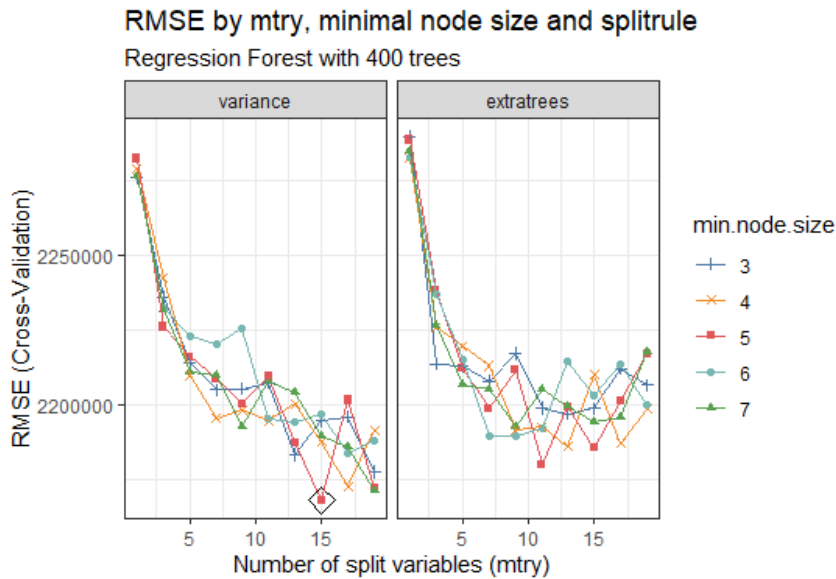 RMSE by mtry, minimal node size and splitrule
Regression Forest with 400 trees
variance
extratrees
RMSE (Cross-Validation)
2250000
2200000
5
10
15
5
10
15
Number of split variables (mtry)
min.node.size
3
4
5
6
7